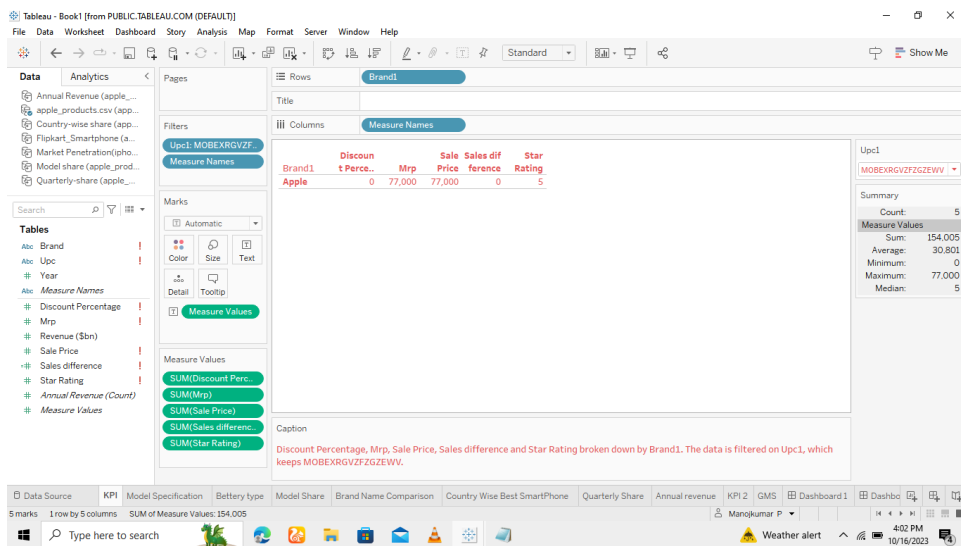 Tableau - Book1 [from PUBLIC.TABLEAU.COM (DEFAULT)]
File Data Worksheet Dashboard Story Analysis Map Format Server Window Help
Standard
Show Me
Data Analytics
Annual Revenue (apple_...
apple_products.csv (app...
Country-wise share (app...
Flipkart_Smartphone (a...
Market Penetration(ipho...
Model share (apple_prod...
Quarterly-share (apple_...
Search
Tables
Abc Brand !
Abc Upc !
# Year
Abc Measure Names
# Discount Percentage !
# Mrp !
# Revenue ($bn)
# Sale Price !
=# Sales difference !
# Star Rating !
# Annual Revenue (Count)
# Measure Values
Pages
Filters
Upc1: MOBEXRGVZF..
Measure Names
Marks
Automatic
Color Size Text
Detail Tooltip
Measure Values
Measure Values
SUM(Discount Perc..
SUM(Mrp)
SUM(Sale Price)
SUM(Sales differenc..
SUM(Star Rating)
Rows Brand1
Title
Columns Measure Names
Brand1 Discoun t Perce.. Mrp Sale Price Sales dif ference Star Rating
Apple 0 77,000 77,000 0 5
Caption
Discount Percentage, Mrp, Sale Price, Sales difference and Star Rating broken down by Brand1. The data is filtered on Upc1, which
keeps MOBEXRGVZFZGZEWV.
Upc1
MOBEXRGVZFZGZEWV
Summary
Count: 5
Measure Values
Sum: 154,005
Average: 30,801
Minimum: 0
Maximum: 77,000
Median: 5
Data Source KPI Model Specification Bettery type Model Share Brand Name Comparison Country Wise Best SmartPhone Quarterly Share Annual revenue KPI 2 GMS Dashboard 1 Dashbo
5 marks 1 row by 5 columns SUM of Measure Values: 154,005
Manojkumar P
Type here to search
Weather alert
4:02 PM
10/16/2023
4